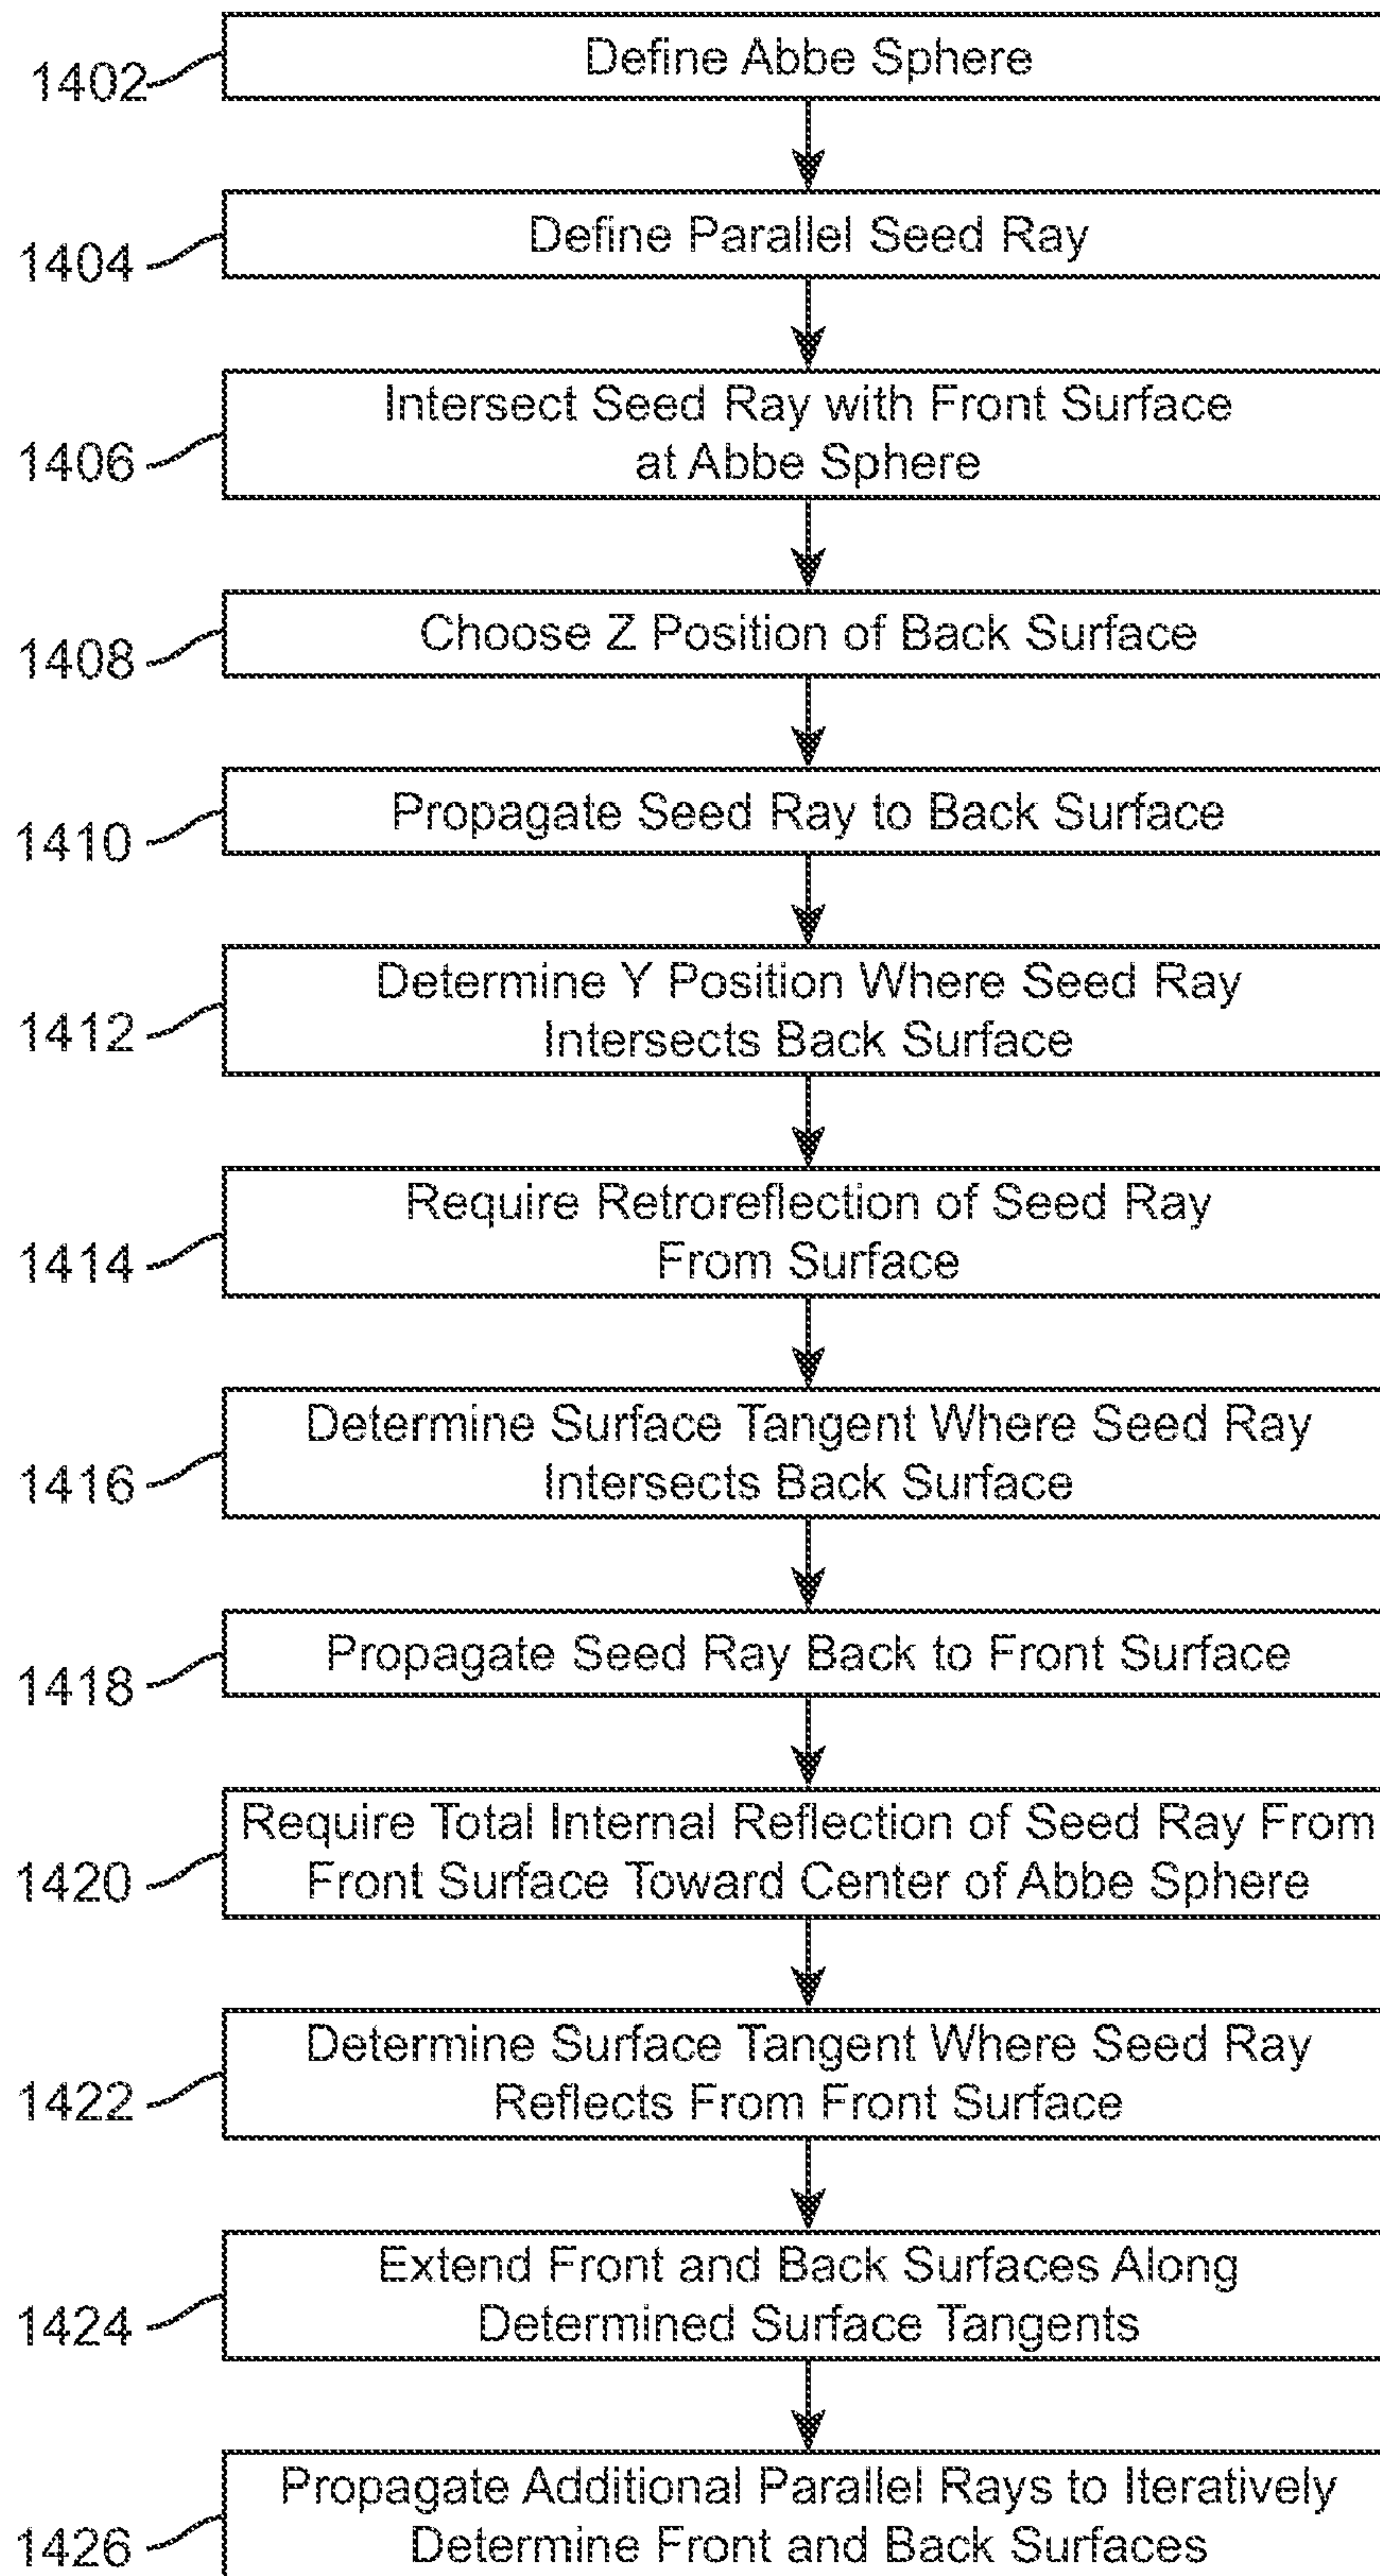 1402
Define Abbe Sphere
1404
Define Parallel Seed Ray
1406
Intersect Seed Ray with Front Surface
at Abbe Sphere
1408
Choose Z Position of Back Surface
1410
Propagate Seed Ray to Back Surface
1412
Determine Y Position Where Seed Ray
Intersects Back Surface
1414
Require Retroreflection of Seed Ray
From Surface
1416
Determine Surface Tangent Where Seed Ray
Intersects Back Surface
1418
Propagate Seed Ray Back to Front Surface
1420
Require Total Internal Reflection of Seed Ray From
Front Surface Toward Center of Abbe Sphere
1422
Determine Surface Tangent Where Seed Ray
Reflects From Front Surface
1424
Extend Front and Back Surfaces Along
Determined Surface Tangents
1426
Propagate Additional Parallel Rays to Iteratively
Determine Front and Back Surfaces